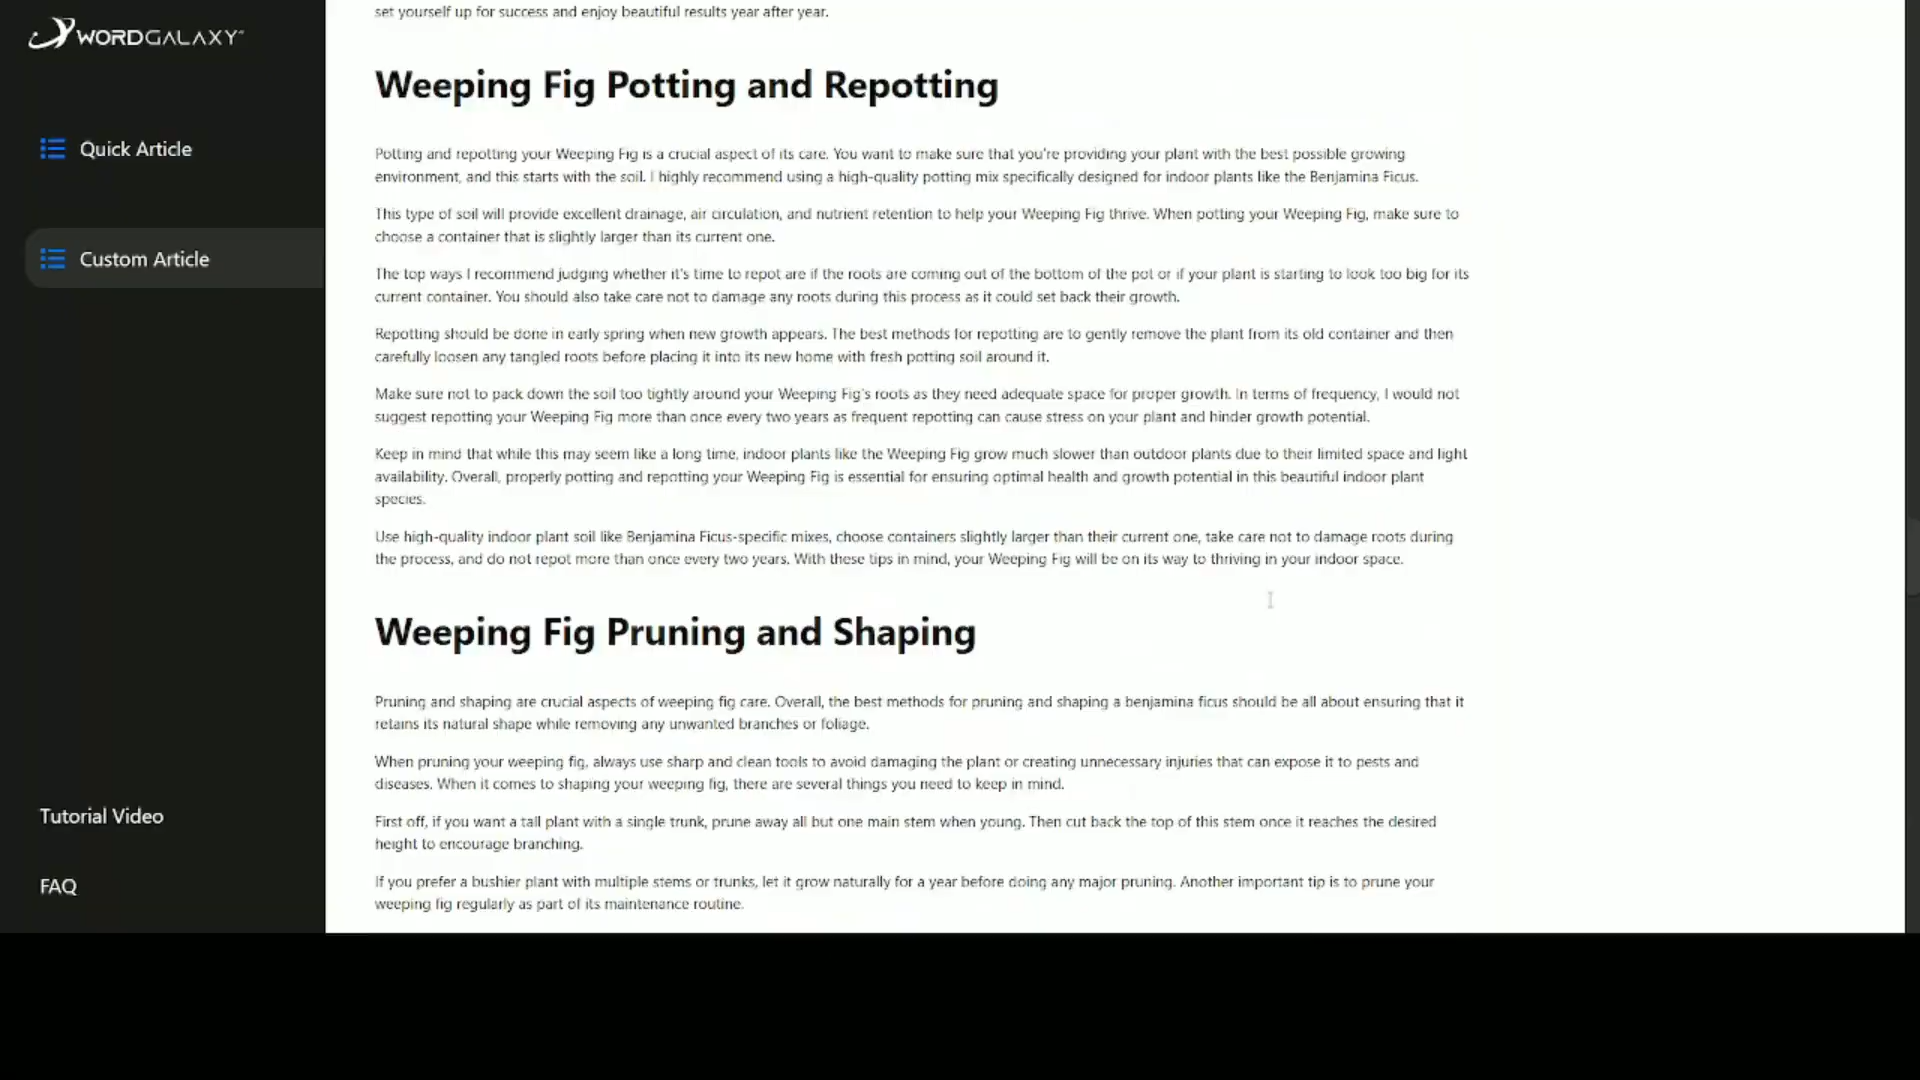 WORDGALAXY
Quick Article
Custom Article
Tutorial Video
FAQ
set yourself up for success and enjoy beautiful results year after year.
Weeping Fig Potting and Repotting
Potting and repotting your Weeping Fig is a crucial aspect of its care. You want to make sure that you're providing your plant with the best possible growing
environment, and this starts with the soil. I highly recommend using a high-quality potting mix specifically designed for indoor plants like the Benjamina Ficus.
This type of soil will provide excellent drainage, air circulation, and nutrient retention to help your Weeping Fig thrive. When potting your Weeping Fig, make sure to
choose a container that is slightly larger than its current one.
The top ways I recommend judging whether it's time to repot are if the roots are coming out of the bottom of the pot or if your plant is starting to look too big for its
current container. You should also take care not to damage any roots during this process as it could set back their growth.
Repotting should be done in early spring when new growth appears. The best methods for repotting are to gently remove the plant from its old container and then
carefully loosen any tangled roots before placing it into its new home with fresh potting soil around it.
Make sure not to pack down the soil too tightly around your Weeping Fig's roots as they need adequate space for proper growth. In terms of frequency, I would not
suggest repotting your Weeping Fig more than once every two years as frequent repotting can cause stress on your plant and hinder growth potential.
Keep in mind that while this may seem like a long time, indoor plants like the Weeping Fig grow much slower than outdoor plants due to their limited space and light
availability. Overall, properly potting and repotting your Weeping Fig is essential for ensuring optimal health and growth potential in this beautiful indoor plant
species.
Use high-quality indoor plant soil like Benjamina Ficus-specific mixes, choose containers slightly larger than their current one, take care not to damage roots during
the process, and do not repot more than once every two years. With these tips in mind, your Weeping Fig will be on its way to thriving in your indoor space.
Weeping Fig Pruning and Shaping
Pruning and shaping are crucial aspects of weeping fig care. Overall, the best methods for pruning and shaping a benjamina ficus should be all about ensuring that it
retains its natural shape while removing any unwanted branches or foliage.
When pruning your weeping fig, always use sharp and clean tools to avoid damaging the plant or creating unnecessary injuries that can expose it to pests and
diseases. When it comes to shaping your weeping fig, there are several things you need to keep in mind.
First off, if you want a tall plant with a single trunk, prune away all but one main stem when young. Then cut back the top of this stem once it reaches the desired
height to encourage branching.
If you prefer a bushier plant with multiple stems or trunks, let it grow naturally for a year before doing any major pruning. Another important tip is to prune your
weeping fig regularly as part of its maintenance routine.